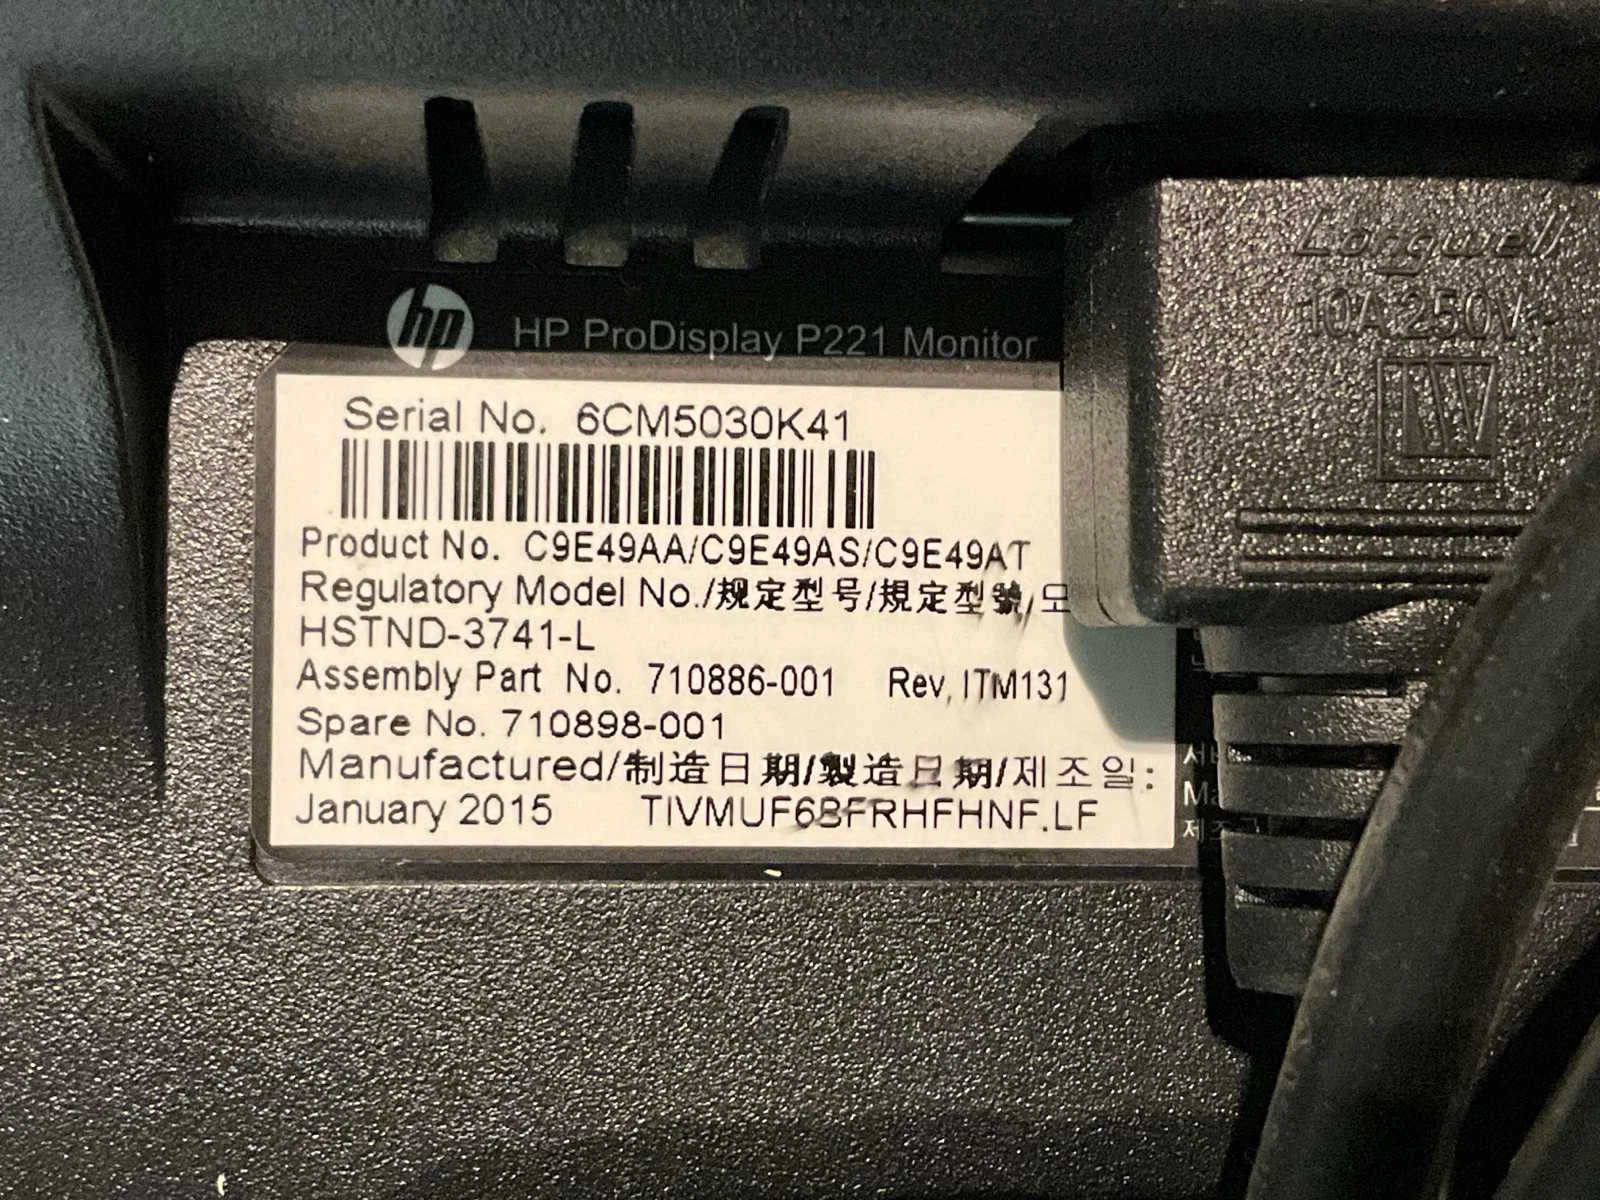 Longwell
10A 250V~
hp
HP ProDisplay P221 Monitor
Serial No. 6CM5030K41
Product No. C9E49AA/C9E49AS/C9E49AT
Regulatory Model No./规定型号/規定型號/모
HSTND-3741-L
Assembly Part No. 710886-001 Rev, ITM131
Spare No. 710898-001
Manufactured/制造日期/製造日期/제조일:
January 2015 TIVMUF6BFRHFHNF.LF